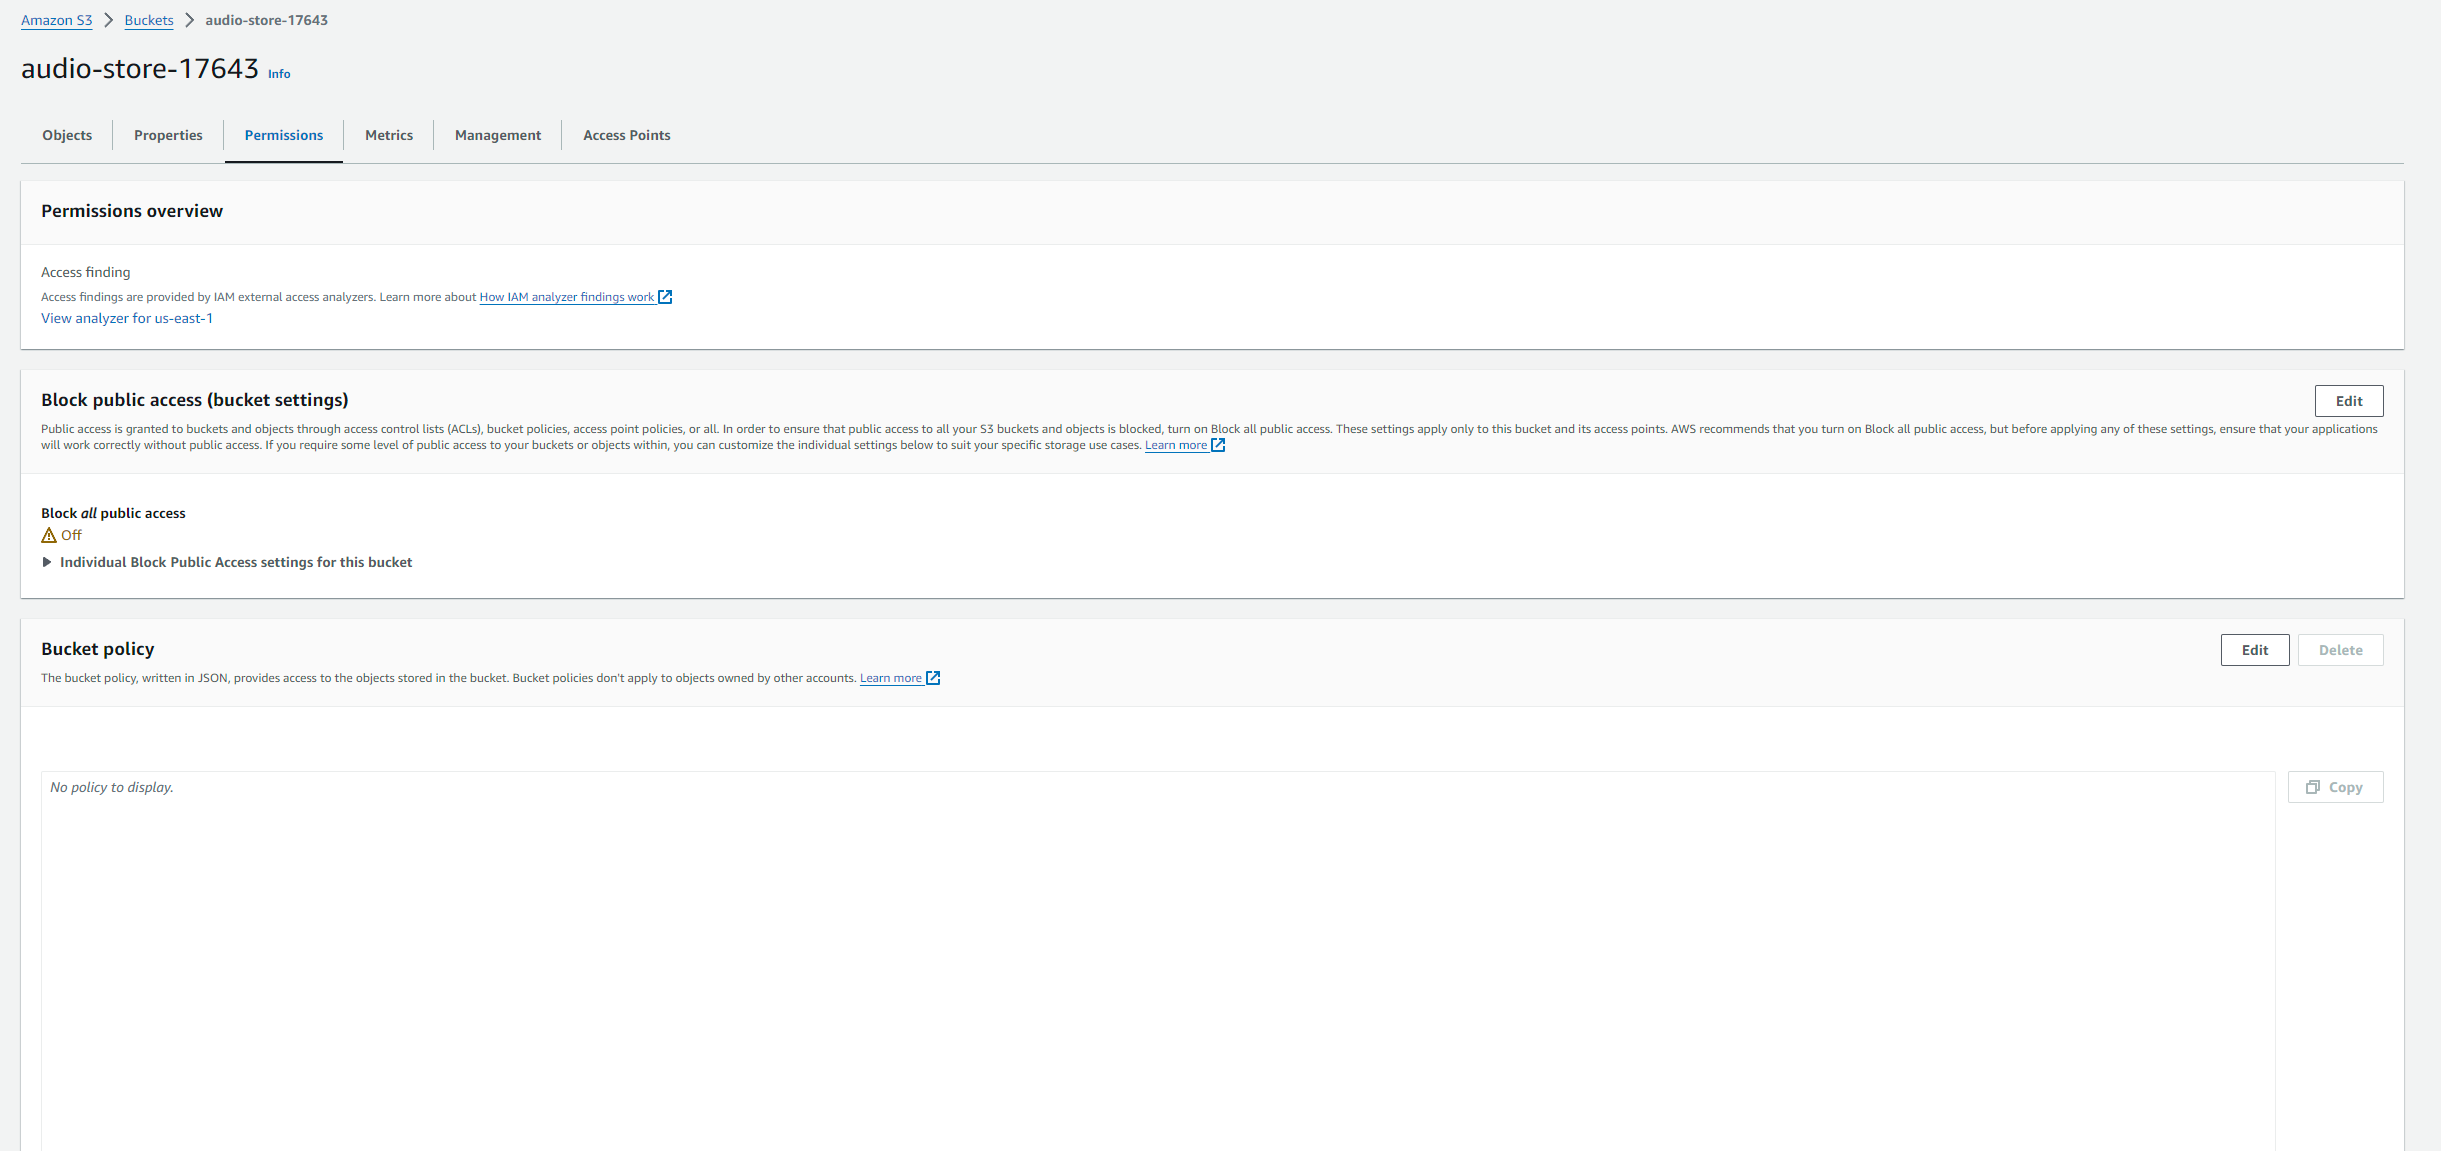 Amazon S3 > Buckets > audio-store-17643
audio-store-17643 Info
Objects Properties Permissions Metrics Management Access Points
Permissions overview
Access finding
Access findings are provided by IAM external access analyzers. Learn more about How IAM analyzer findings work
View analyzer for us-east-1
Block public access (bucket settings) Edit
Public access is granted to buckets and objects through access control lists (ACLs), bucket policies, access point policies, or all. In order to ensure that public access to all your S3 buckets and objects is blocked, turn on Block all public access. These settings apply only to this bucket and its access points. AWS recommends that you turn on Block all public access, but before applying any of these settings, ensure that your applications
will work correctly without public access. If you require some level of public access to your buckets or objects within, you can customize the individual settings below to suit your specific storage use cases. Learn more
Block all public access
Off
Individual Block Public Access settings for this bucket
Bucket policy Edit Delete
The bucket policy, written in JSON, provides access to the objects stored in the bucket. Bucket policies don't apply to objects owned by other accounts. Learn more
No policy to display. Copy